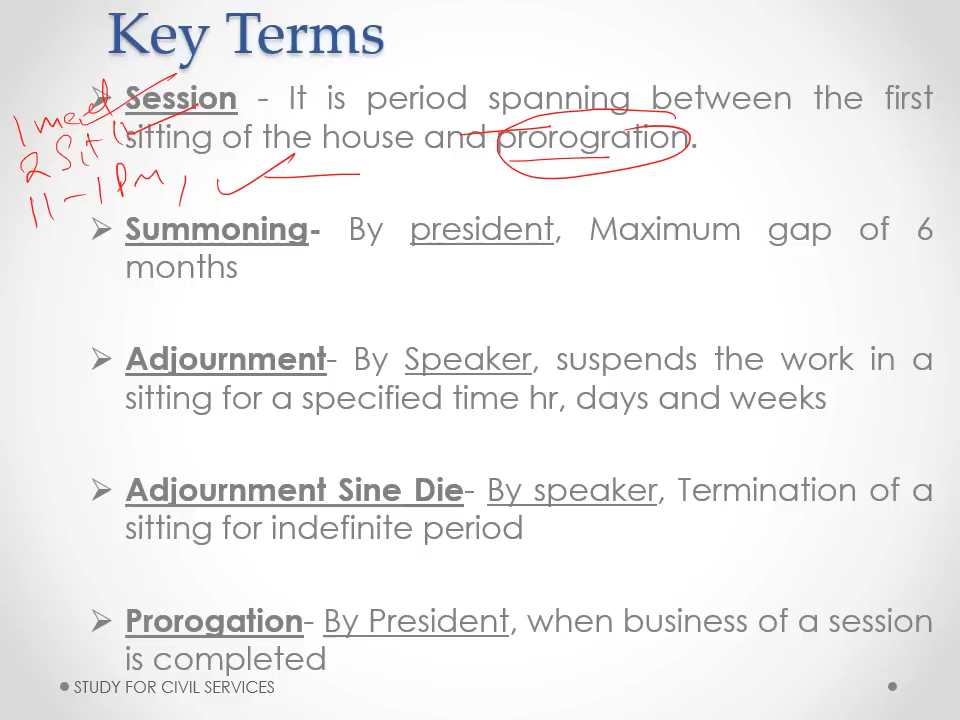 Key Terms
➢ Session - It is period spanning between the first
sitting of the house and prorogration.
1 meet
2 Sit
11 - 1 PM,
➢ Summoning- By president, Maximum gap of 6
months
➢ Adjournment- By Speaker, suspends the work in a
sitting for a specified time hr, days and weeks
➢ Adjournment Sine Die- By speaker, Termination of a
sitting for indefinite period
➢ Prorogation- By President, when business of a session
is completed
STUDY FOR CIVIL SERVICES